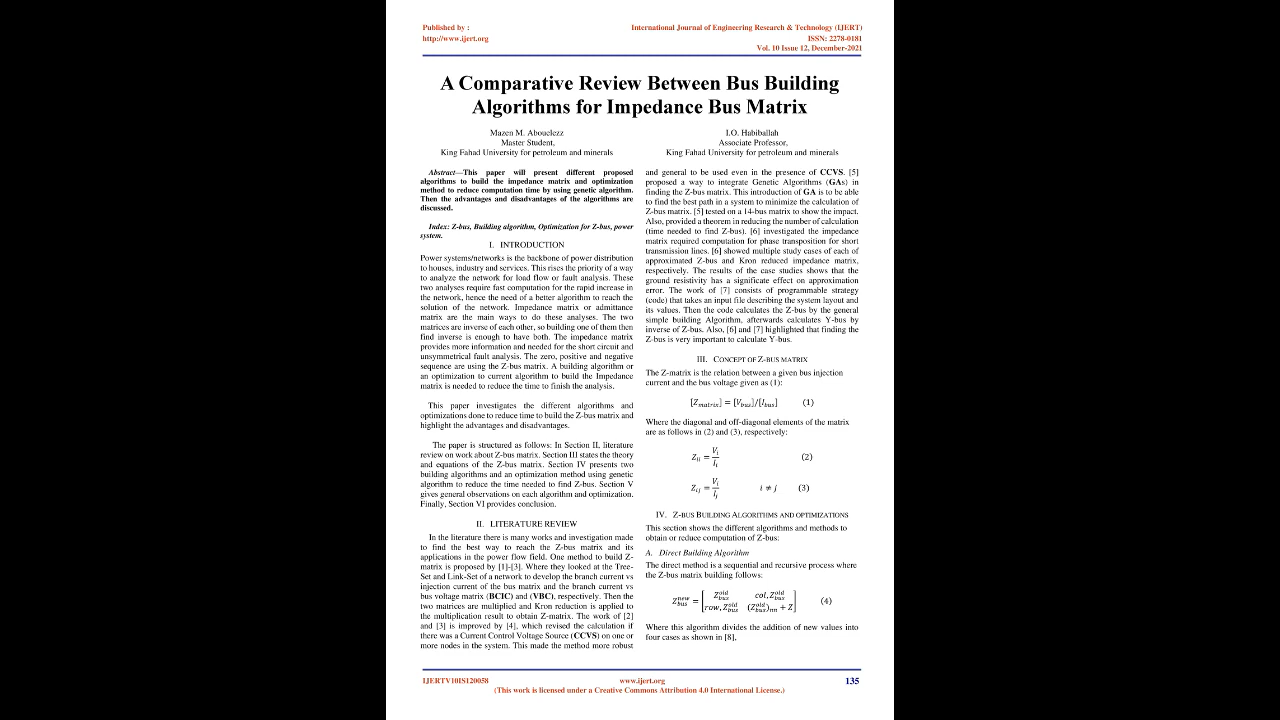 Published by :
http://www.ijert.org
International Journal of Engineering Research & Technology (IJERT)
ISSN: 2278-0181
Vol. 10 Issue 12, December-2021
A Comparative Review Between Bus Building
Algorithms for Impedance Bus Matrix
Mazen M. Abouelezz
Master Student,
King Fahad University for petroleum and minerals
I.O. Habiballah
Associate Professor,
King Fahad University for petroleum and minerals
Abstract—This paper will present different proposed
algorithms to build the impedance matrix and optimization
method to reduce computation time by using genetic algorithm.
Then the advantages and disadvantages of the algorithms are
discussed.
Index: Z-bus, Building algorithm, Optimization for Z-bus, power
system.
I. INTRODUCTION
Power systems/networks is the backbone of power distribution
to houses, industry and services. This rises the priority of a way
to analyze the network for load flow or fault analysis. These
two analyses require fast computation for the rapid increase in
the network, hence the need of a better algorithm to reach the
solution of the network. Impedance matrix or admittance
matrix are the main ways to do these analyses. The two
matrices are inverse of each other, so building one of them then
find inverse is enough to have both. The impedance matrix
provides more information and needed for the short circuit and
unsymmetrical fault analysis. The zero, positive and negative
sequence are using the Z-bus matrix. A building algorithm or
an optimization to current algorithm to build the Impedance
matrix is needed to reduce the time to finish the analysis.
This paper investigates the different algorithms and
optimizations done to reduce time to build the Z-bus matrix and
highlight the advantages and disadvantages.
The paper is structured as follows: In Section II, literature
review on work about Z-bus matrix. Section III states the theory
and equations of the Z-bus matrix. Section IV presents two
building algorithms and an optimization method using genetic
algorithm to reduce the time needed to find Z-bus. Section V
gives general observations on each algorithm and optimization.
Finally, Section VI provides conclusion.
II. LITERATURE REVIEW
In the literature there is many works and investigation made
to find the best way to reach the Z-bus matrix and its
applications in the power flow field. One method to build Z-
matrix is proposed by [1]-[3]. Where they looked at the Tree-
Set and Link-Set of a network to develop the branch current vs
injection current of the bus matrix and the branch current vs
bus voltage matrix (BCIC) and (VBC), respectively. Then the
two matrices are multiplied and Kron reduction is applied to
the multiplication result to obtain Z-matrix. The work of [2]
and [3] is improved by [4], which revised the calculation if
there was a Current Control Voltage Source (CCVS) on one or
more nodes in the system. This made the method more robust
and general to be used even in the presence of CCVS. [5]
proposed a way to integrate Genetic Algorithms (GAs) in
finding the Z-bus matrix. This introduction of GA is to be able
to find the best path in a system to minimize the calculation of
Z-bus matrix. [5] tested on a 14-bus matrix to show the impact.
Also, provided a theorem in reducing the number of calculation
(time needed to find Z-bus). [6] investigated the impedance
matrix required computation for phase transposition for short
transmission lines. [6] showed multiple study cases of each of
approximated Z-bus and Kron reduced impedance matrix,
respectively. The results of the case studies shows that the
ground resistivity has a significant effect on approximation
error. The work of [7] consists of programmable strategy
(code) that takes an input file describing the system layout and
its values. Then the code calculates the Z-bus by the general
simple building Algorithm, afterwards calculates Y-bus by
inverse of Z-bus. Also, [6] and [7] highlighted that finding the
Z-bus is very important to calculate Y-bus.
III. CONCEPT OF Z-BUS MATRIX
The Z-matrix is the relation between a given bus injection
current and the bus voltage given as (1):
[Zmatrix] = [Vbus]/[Ibus] (1)
Where the diagonal and off-diagonal elements of the matrix
are as follows in (2) and (3), respectively:
Zii = Vi/Ii (2)
Zij = Vi/Ij i ≠ j (3)
IV. Z-BUS BUILDING ALGORITHMS AND OPTIMIZATIONS
This section shows the different algorithms and methods to
obtain or reduce computation of Z-bus:
A. Direct Building Algorithm
The direct method is a sequential and recursive process where
the Z-bus matrix building follows:
Z^new_bus = [Z^old_bus col, Z^old_bus
row, Z^old_bus (Z^old_bus)nn + Z] (4)
Where this algorithm divides the addition of new values into
four cases as shown in [8],
IJERTV10IS120058
www.ijert.org
135
(This work is licensed under a Creative Commons Attribution 4.0 International License.)